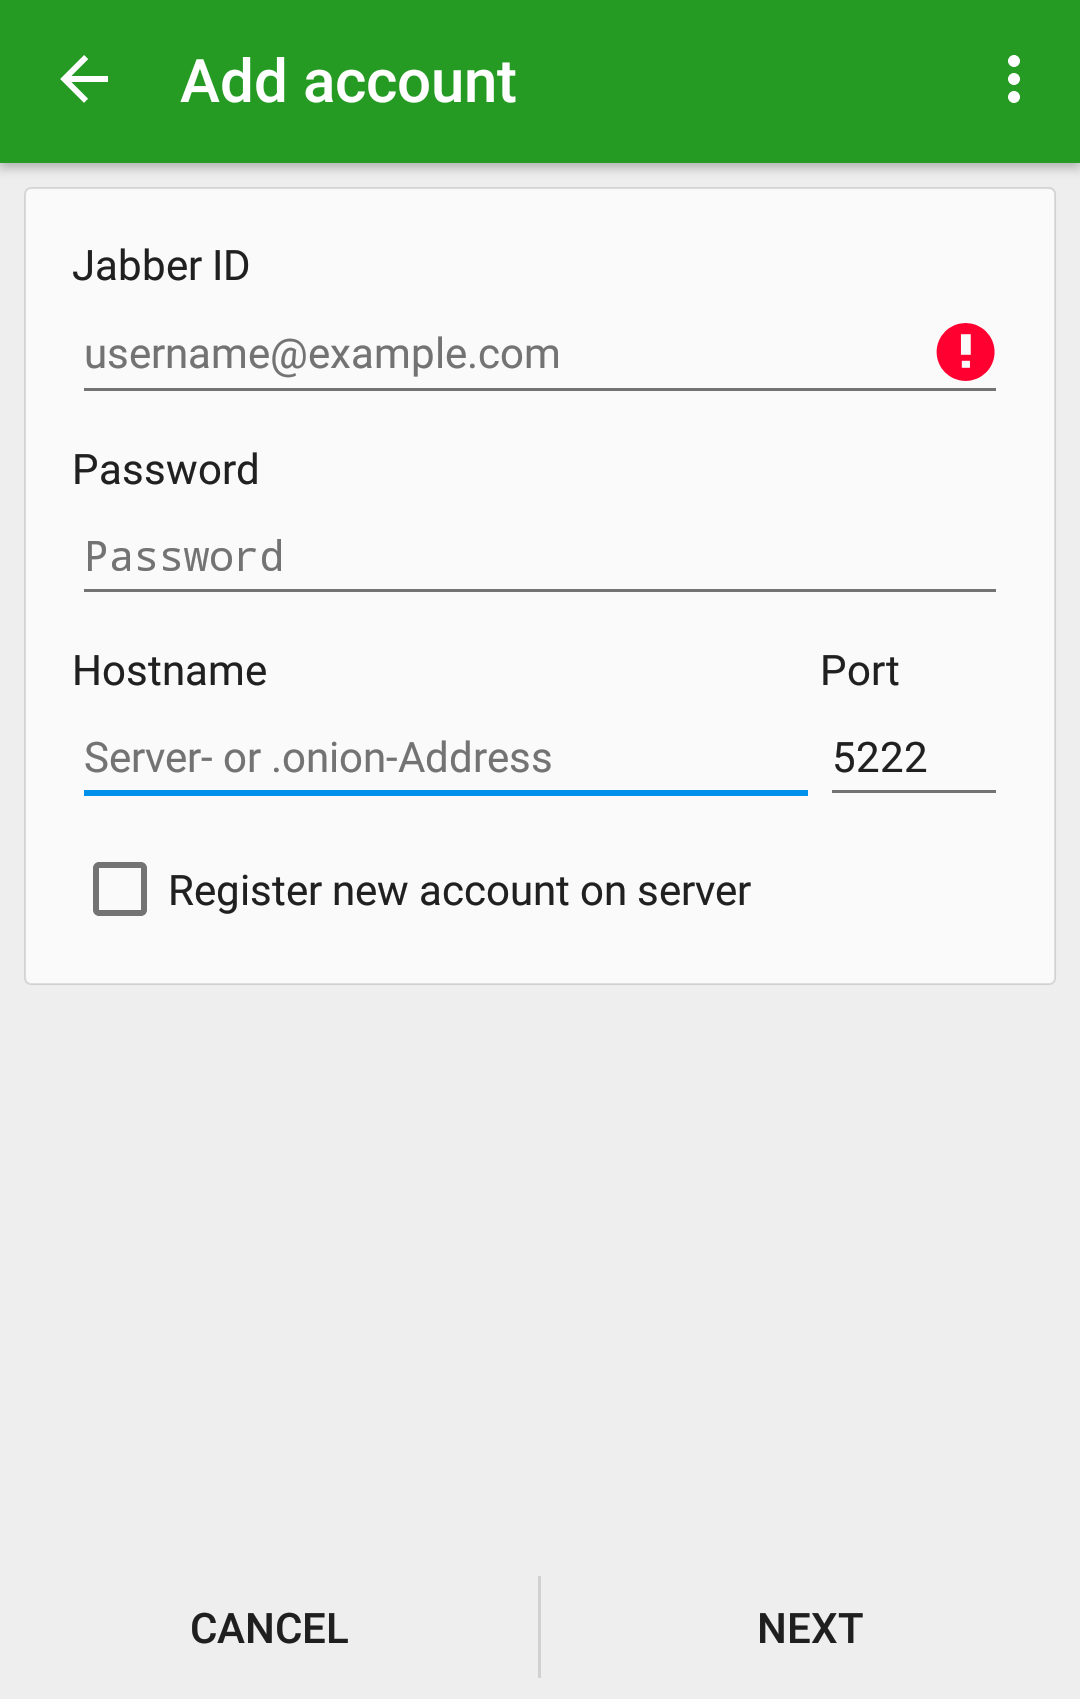 Add account
Jabber ID
username@example.com
Password
Password
Hostname Port
Server- or .onion-Address 5222
Register new account on server
CANCEL NEXT